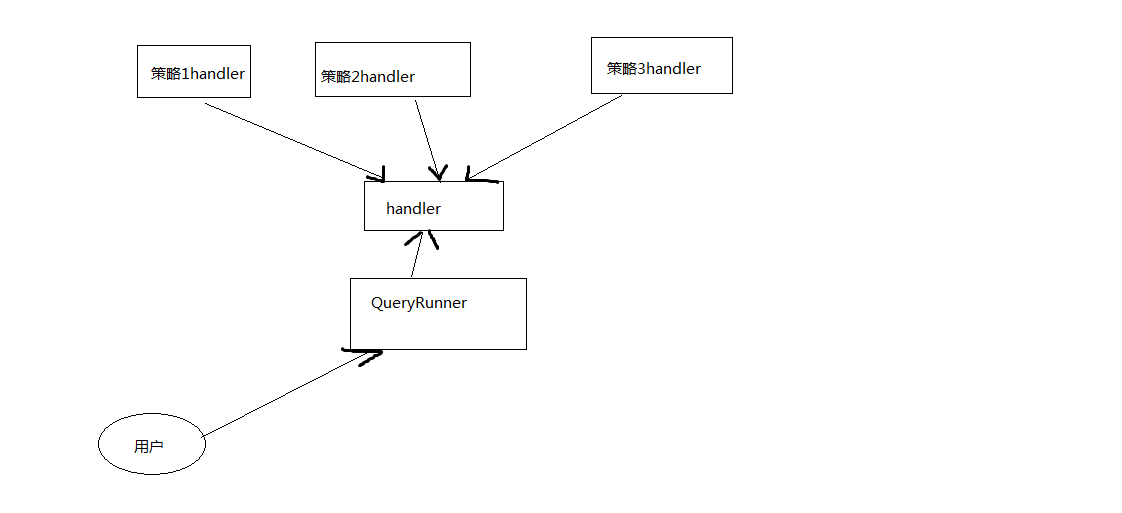 策略1handler
策略2handler
策略3handler
handler
QueryRunner
用户